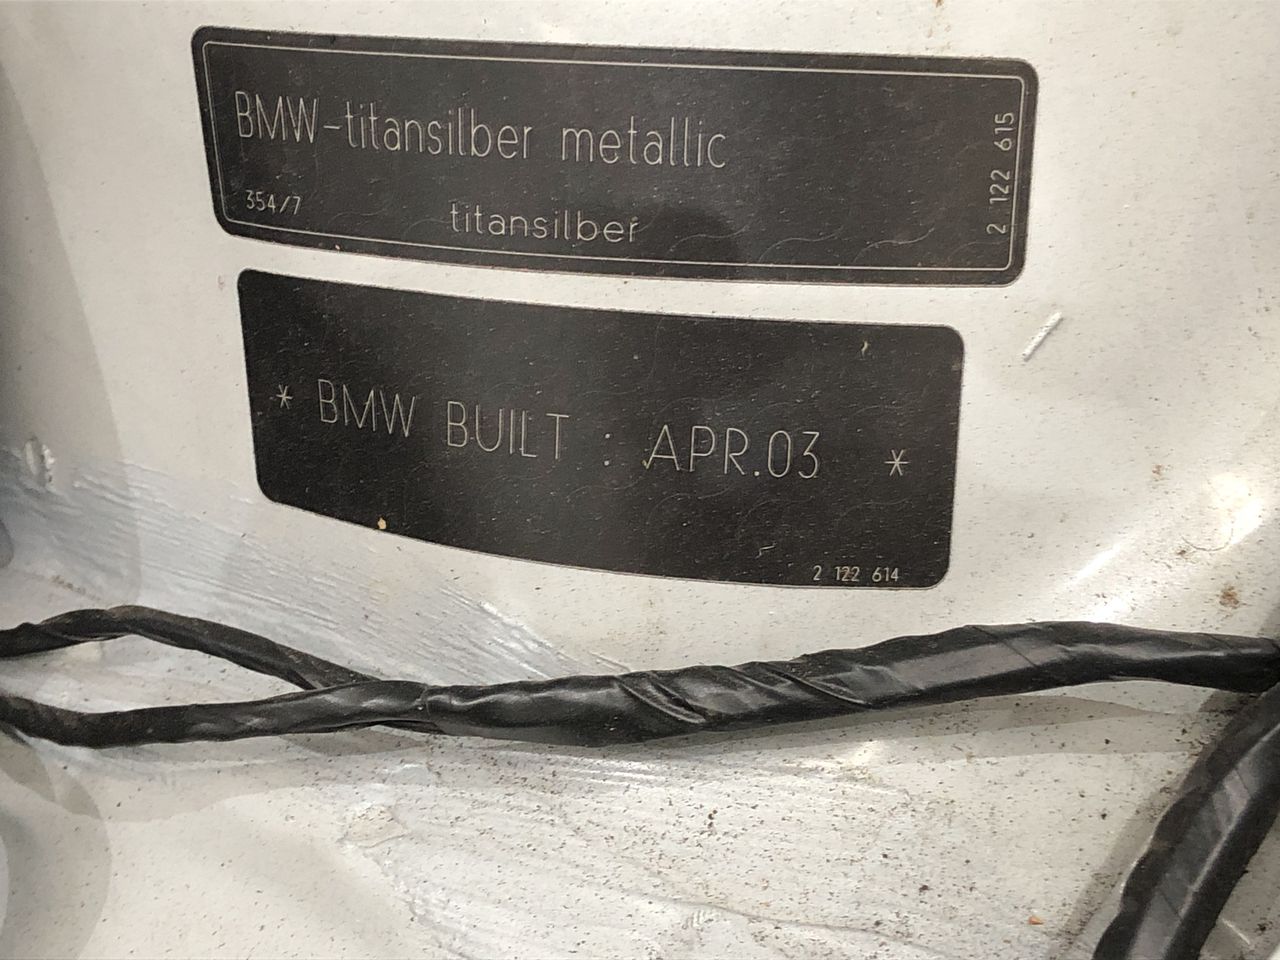 BMW-titansilber metallic
354/7
titansilber
2 122 615
* BMW BUILT : APR.03 *
2 122 614